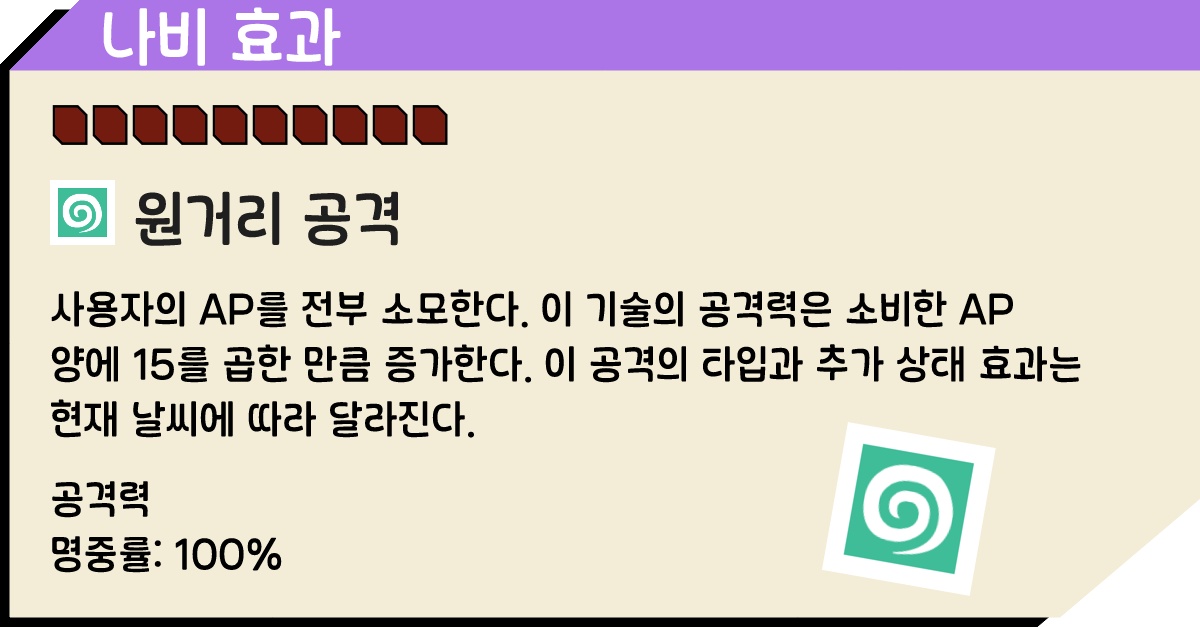 나비 효과
원거리 공격
사용자의 AP를 전부 소모한다. 이 기술의 공격력은 소비한 AP
양에 15를 곱한 만큼 증가한다. 이 공격의 타입과 추가 상태 효과는
현재 날씨에 따라 달라진다.
공격력
명중률: 100%